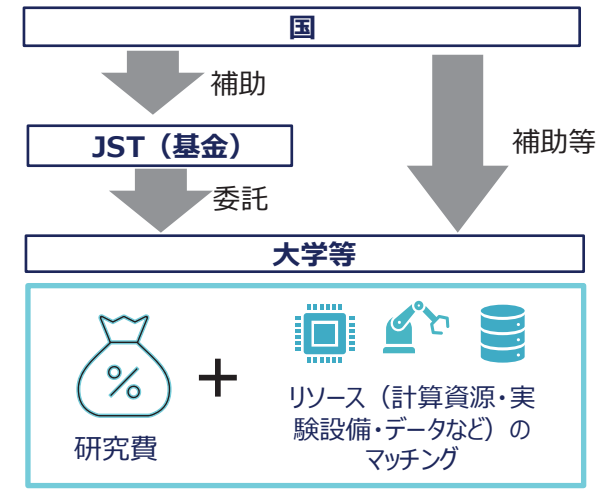 国
補助
JST（基金）
補助等
委託
大学等
%
+
研究費
リソース（計算資源・実
験設備・データなど）の
マッチング